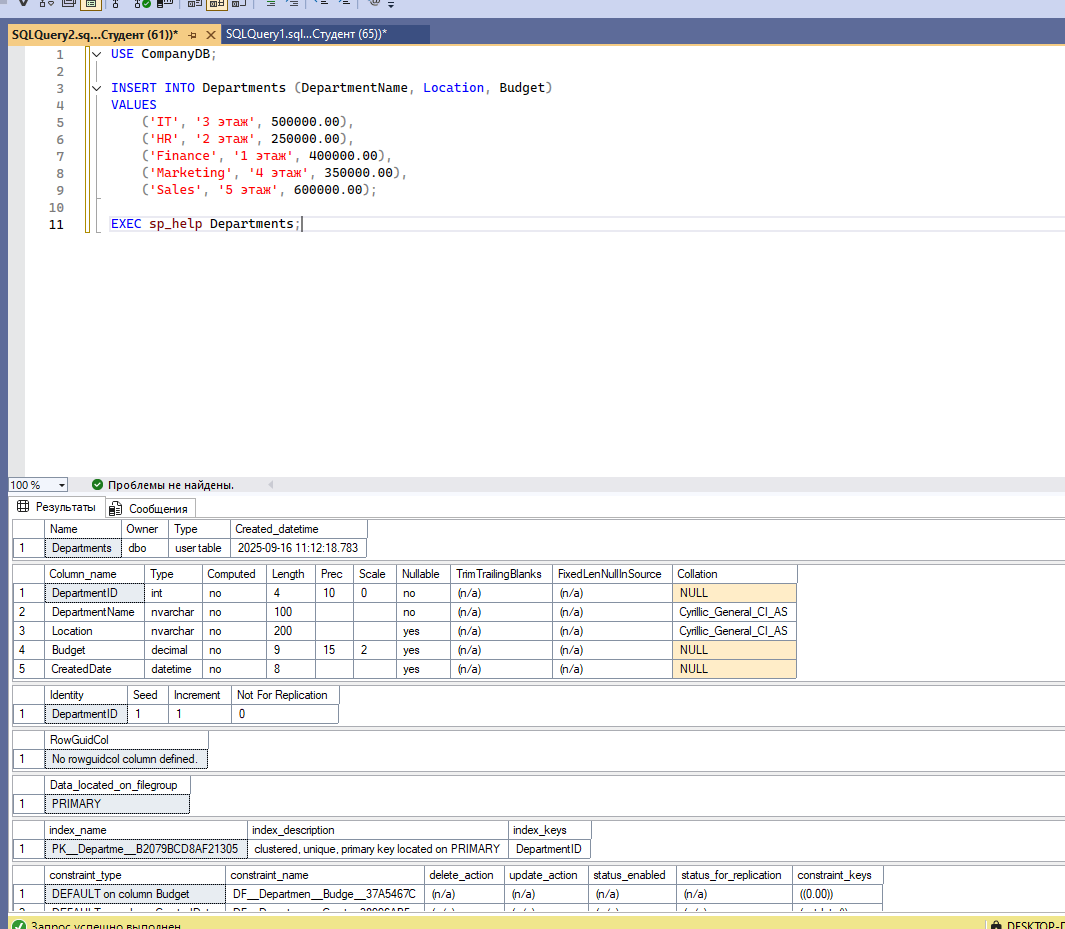 SQLQuery2.sq...Студент (61))* SQLQuery1.sql...Студент (65))*
1 USE CompanyDB;
2
3 INSERT INTO Departments (DepartmentName, Location, Budget)
4 VALUES
5 ('IT', '3 этаж', 500000.00),
6 ('HR', '2 этаж', 250000.00),
7 ('Finance', '1 этаж', 400000.00),
8 ('Marketing', '4 этаж', 350000.00),
9 ('Sales', '5 этаж', 600000.00);
10
11 EXEC sp_help Departments;
100 % Проблемы не найдены.
Результаты Сообщения
Name Owner Type Created_datetime
1 Departments dbo user table 2025-09-16 11:12:18.783
Column_name Type Computed Length Prec Scale Nullable TrimTrailingBlanks FixedLenNullInSource Collation
1 DepartmentID int no 4 10 0 no (n/a) (n/a) NULL
2 DepartmentName nvarchar no 100 no (n/a) (n/a) Cyrillic_General_CI_AS
3 Location nvarchar no 200 yes (n/a) (n/a) Cyrillic_General_CI_AS
4 Budget decimal no 9 15 2 yes (n/a) (n/a) NULL
5 CreatedDate datetime no 8 yes (n/a) (n/a) NULL
Identity Seed Increment Not For Replication
1 DepartmentID 1 1 0
RowGuidCol
1 No rowguidcol column defined.
Data_located_on_filegroup
1 PRIMARY
index_name index_description index_keys
1 PK__Departme__B2079BCD8AF21305 clustered, unique, primary key located on PRIMARY DepartmentID
constraint_type constraint_name delete_action update_action status_enabled status_for_replication constraint_keys
1 DEFAULT on column Budget DF__Departmen__Budge__37A5467C (n/a) (n/a) (n/a) (n/a) ((0.00))
Запрос успешно выполнен